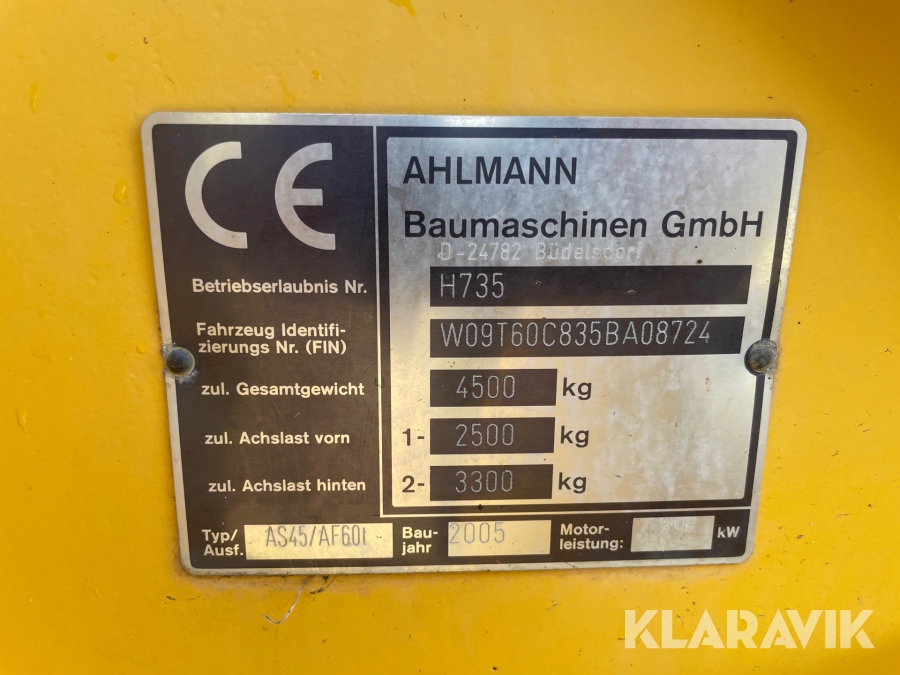 CE
AHLMANN
Baumaschinen GmbH
D-24782 Büdelsdorf
Betriebserlaubnis Nr. H735
Fahrzeug Identifi-
zierungs Nr. (FIN) W09T60C835BA08724
zul. Gesamtgewicht 4500 kg
zul. Achslast vorn 1- 2500 kg
zul. Achslast hinten 2- 3300 kg
Typ/
Ausf. AS45/AF60t
Bau-
jahr 2005
Motor-
leistung: kW
KLARAVIK